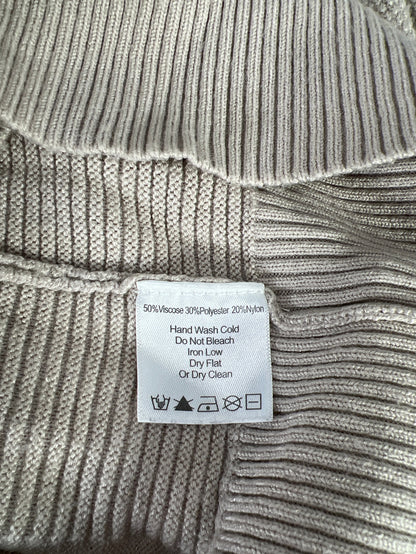 50%Viscose 30%Polyester 20%Nylon
Hand Wash Cold
Do Not Bleach
Iron Low
Dry Flat
Or Dry Clean